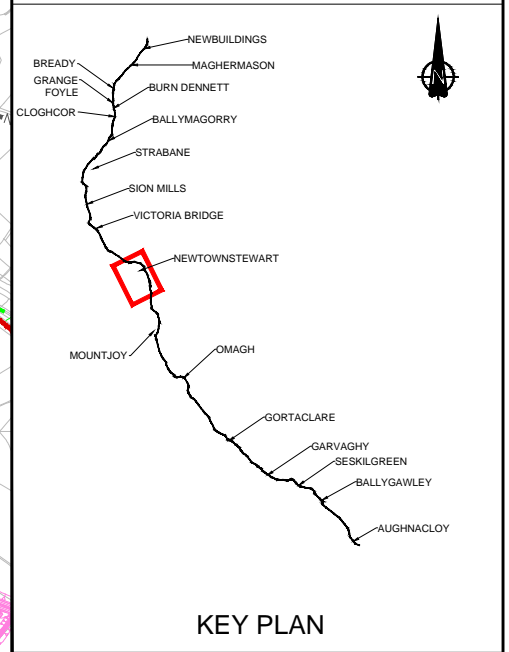 NEWBUILDINGS
BREADY
MAGHERMASON
GRANGE
FOYLE
BURN DENNETT
CLOGHCOR
BALLYMAGORRY
STRABANE
SION MILLS
VICTORIA BRIDGE
NEWTOWNSTEWART
MOUNTJOY
OMAGH
GORTACLARE
GARVAGHY
SESKILGREEN
BALLYGAWLEY
AUGHNACLOY
N
KEY PLAN